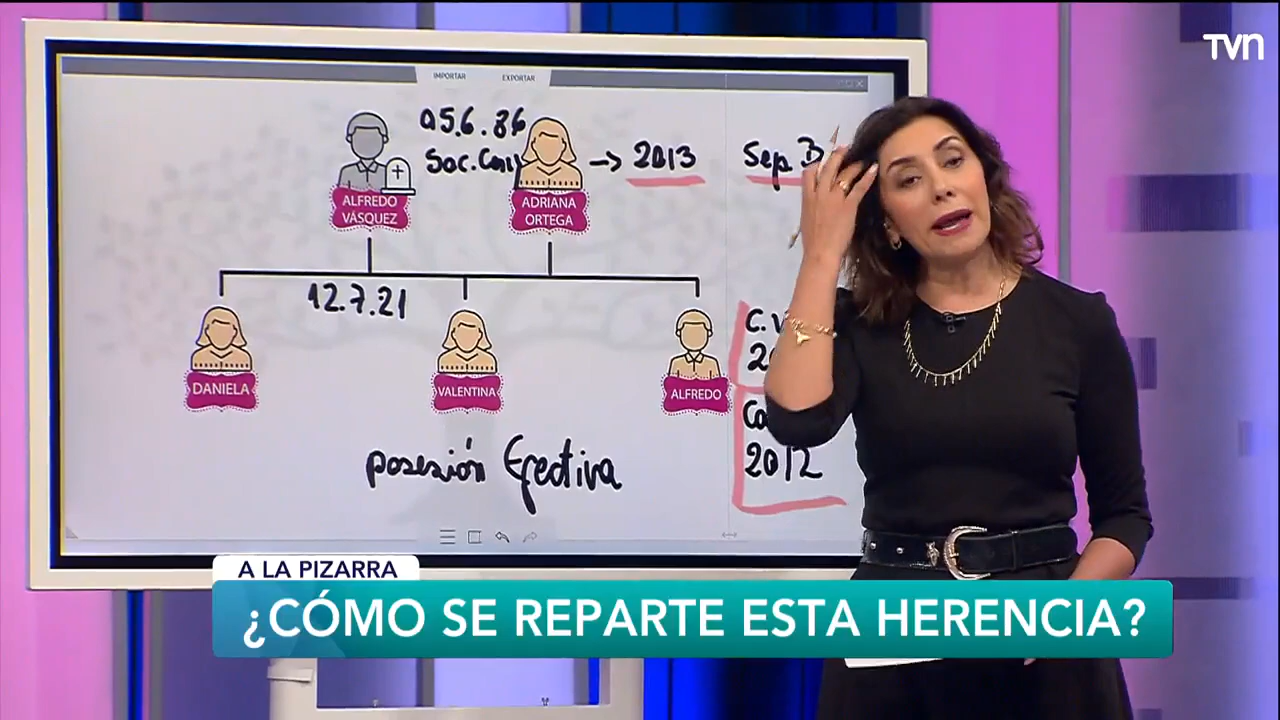 TVN
IMPORTAR EXPORTAR
05.6.86
Soc.
→ 2013
Sep. B
ALFREDO
VÁSQUEZ
ADRIANA
ORTEGA
12.7.21
DANIELA
VALENTINA
ALFREDO
C.V
2012
posesión Efectiva
A LA PIZARRA
¿CÓMO SE REPARTE ESTA HERENCIA?